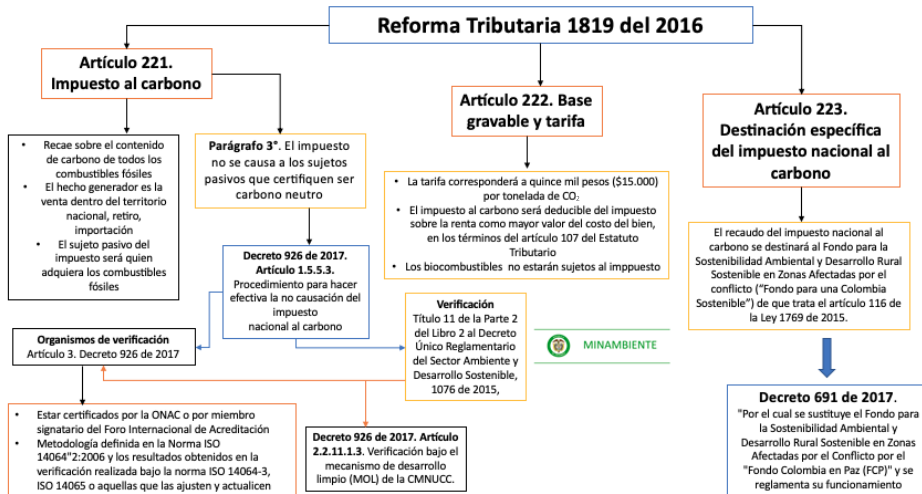 Reforma Tributaria 1819 del 2016
Artículo 221.
Impuesto al carbono
• Recae sobre el contenido
de carbono de todos los
combustibles fósiles
• El hecho generador es la
venta dentro del territorio
nacional, retiro,
importación
• El sujeto pasivo del
impuesto será quien
adquiera los combustibles
fósiles
Parágrafo 3°. El impuesto
no se causa a los sujetos
pasivos que certifiquen ser
carbono neutro
Decreto 926 de 2017.
Artículo 1.5.5.3.
Procedimiento para hacer
efectiva la no causación del
impuesto
nacional al carbono
Organismos de verificación
Artículo 3. Decreto 926 de 2017
• Estar certificados por la ONAC o por miembro
signatario del Foro Internacional de Acreditación
• Metodología definida en la Norma ISO
14064"2:2006 y los resultados obtenidos en la
verificación realizada bajo la norma ISO 14064-3,
ISO 14065 o aquellas que las ajusten y actualicen
Verificación
Título 11 de la Parte 2
del Libro 2 al Decreto
Único Reglamentario
del Sector Ambiente y
Desarrollo Sostenible,
1076 de 2015,
Decreto 926 de 2017. Artículo
2.2.11.1.3. Verificación bajo el
mecanismo de desarrollo
limpio (MOL) de la CMNUCC.
Artículo 222. Base
gravable y tarifa
• La tarifa corresponderá a quince mil pesos ($15.000)
por tonelada de CO₂
• El impuesto al carbono será deducible del impuesto
sobre la renta como mayor valor del costo del bien,
en los términos del artículo 107 del Estatuto
Tributario
• Los biocombustibles no estarán sujetos al imppuesto
MINAMBIENTE
Artículo 223.
Destinación específica
del impuesto nacional al
carbono
El recaudo del impuesto nacional al
carbono se destinará al Fondo para la
Sostenibilidad Ambiental y Desarrollo Rural
Sostenible en Zonas Afectadas por el
conflicto ("Fondo para una Colombia
Sostenible") de que trata el artículo 116 de
la Ley 1769 de 2015.
Decreto 691 de 2017.
"Por el cual se sustituye el Fondo para
la Sostenibilidad Ambiental y
Desarrollo Rural Sostenible en Zonas
Afectadas por el Conflicto por el
"Fondo Colombia en Paz (FCP)" y se
reglamenta su funcionamiento